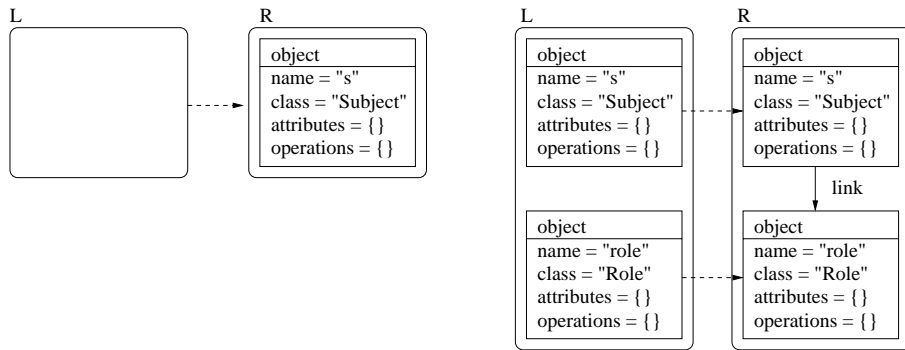 L
R
object
name = "s"
class = "Subject"
attributes = {}
operations = {}
L
R
object
name = "s"
class = "Subject"
attributes = {}
operations = {}
object
name = "role"
class = "Role"
attributes = {}
operations = {}
object
name = "s"
class = "Subject"
attributes = {}
operations = {}
link
object
name = "role"
class = "Role"
attributes = {}
operations = {}